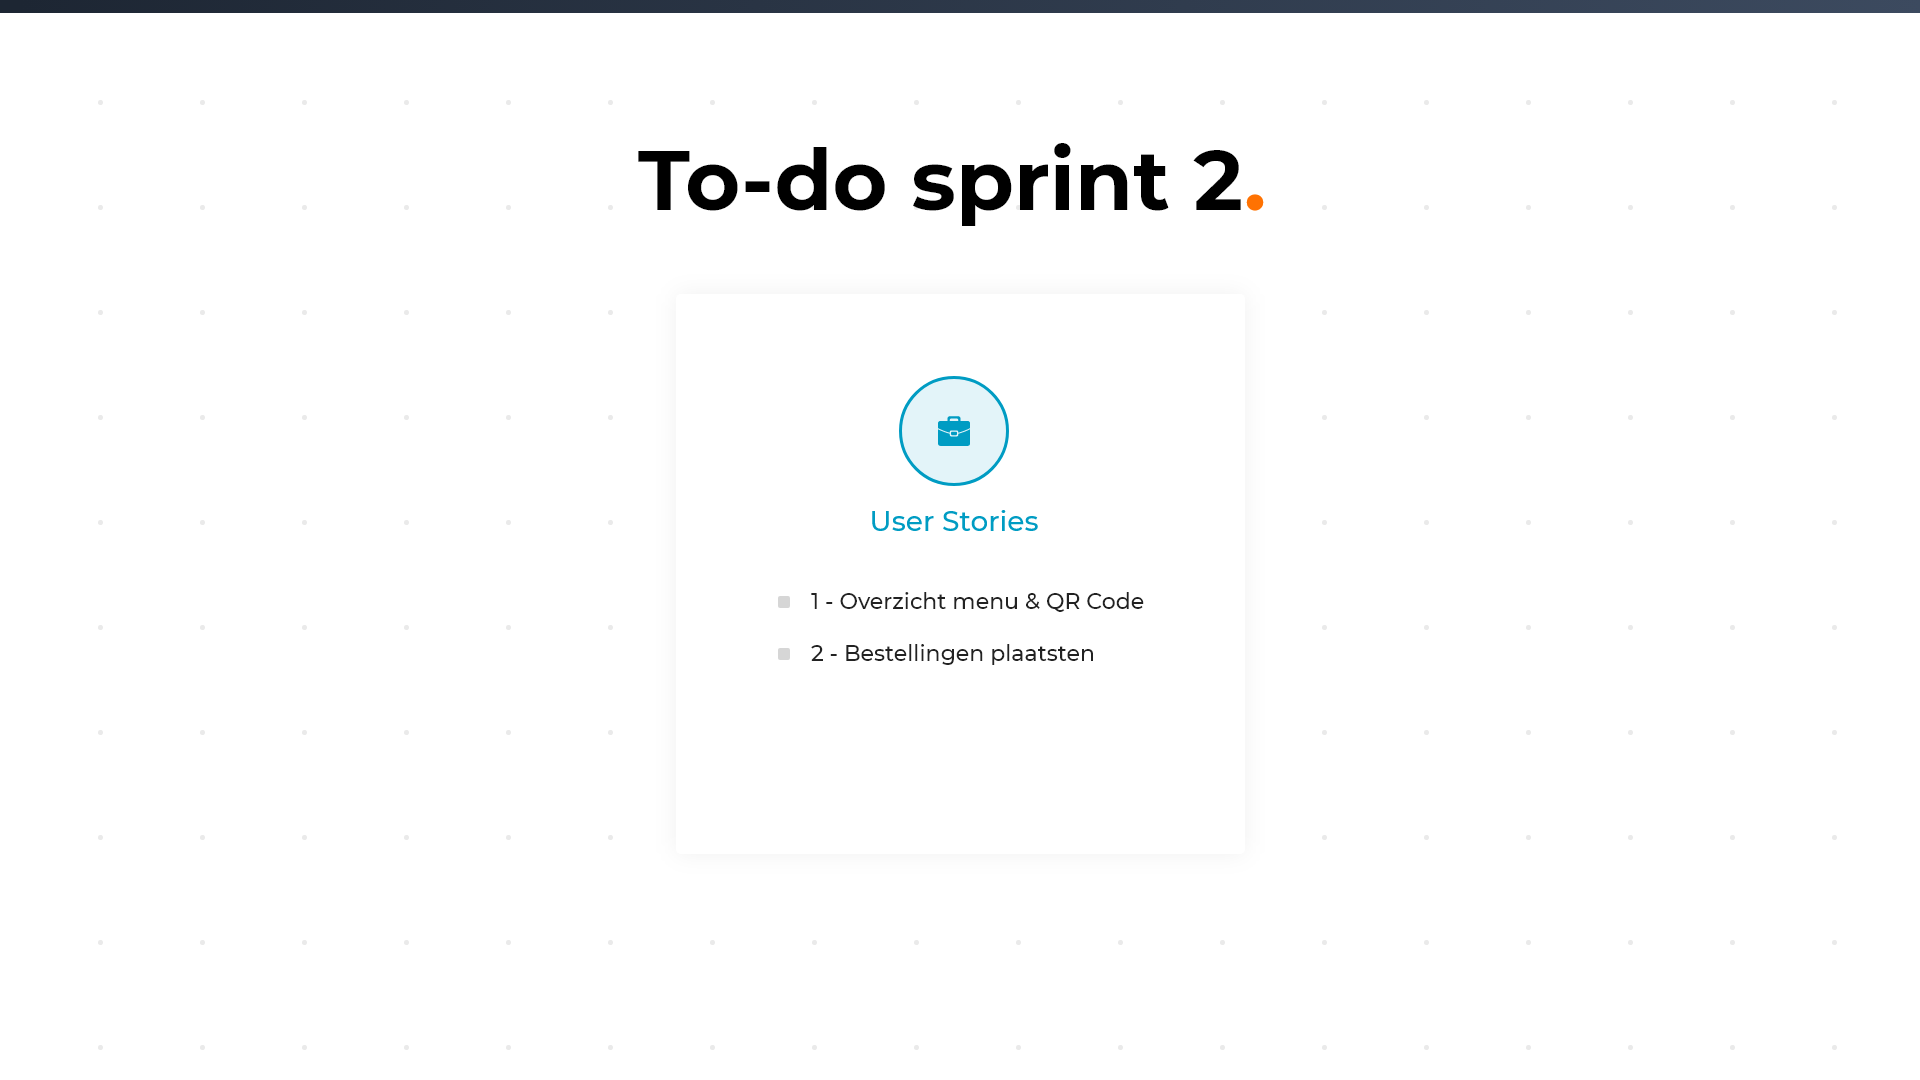 To-do sprint 2.
User Stories
1 - Overzicht menu & QR Code
2 - Bestellingen plaatsten